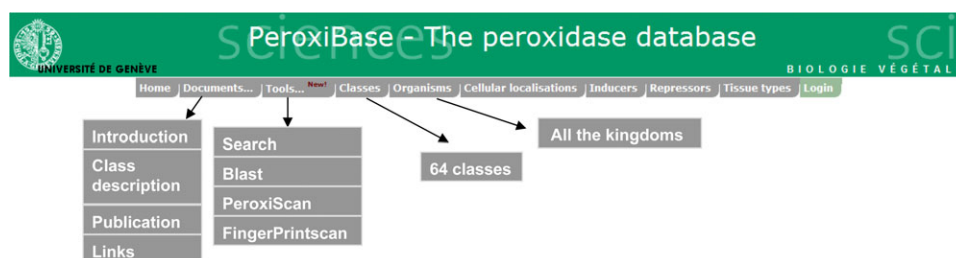 sciences
sci
PeroxiBase - The peroxidase database
UNIVERSITÉ DE GENÈVE
BIOLOGIE VÉGÉTAL
Home Documents... Tools... New! Classes Organisms Cellular localisations Inducers Repressors Tissue types Login
Introduction
Class
description
Publication
Links
Search
Blast
PeroxiScan
FingerPrintscan
64 classes
All the kingdoms